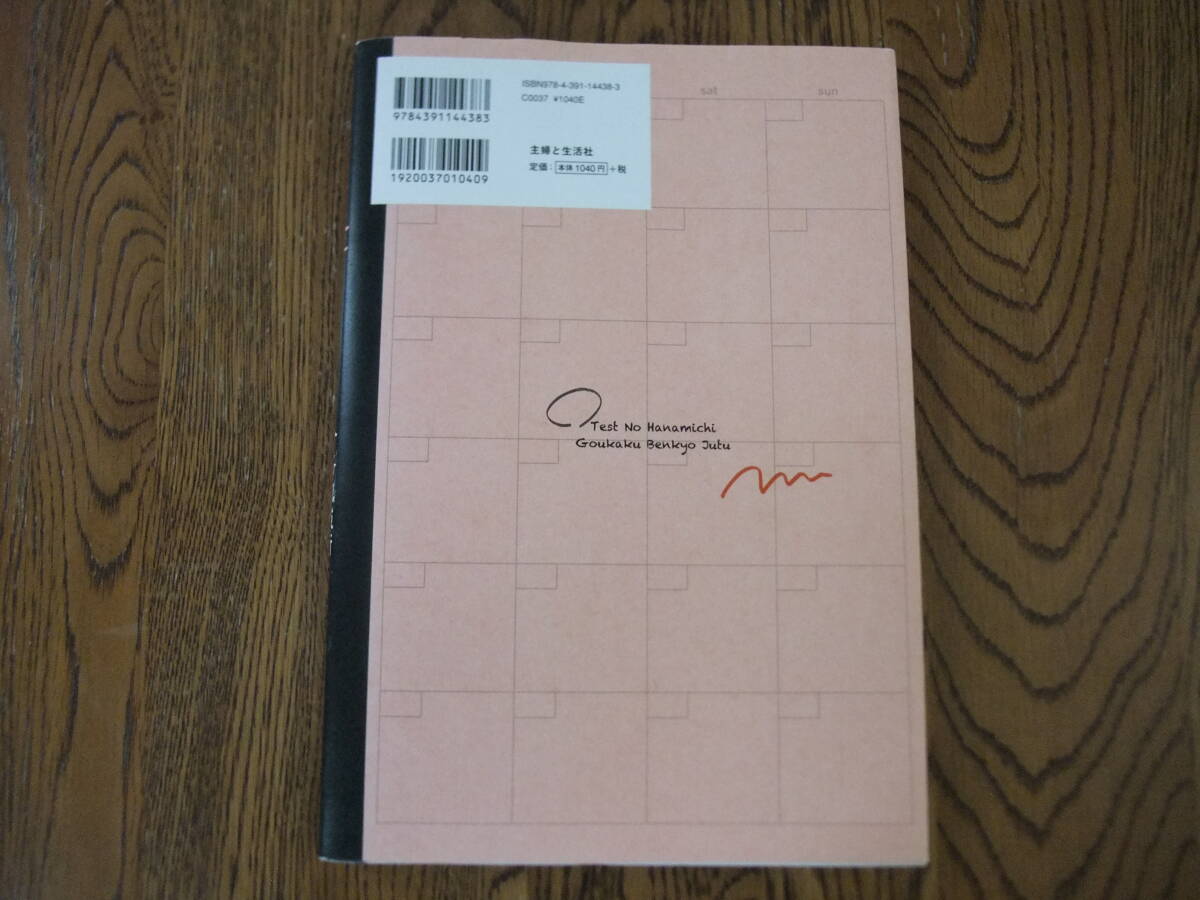 ISBN978-4-391-14438-3
C0037 ¥1040E
9784391144383
主婦と生活社
定価：本体1040円+税
1920037010409
sat
sun
Test No Hanamichi
Goukaku Benkyo Jutu